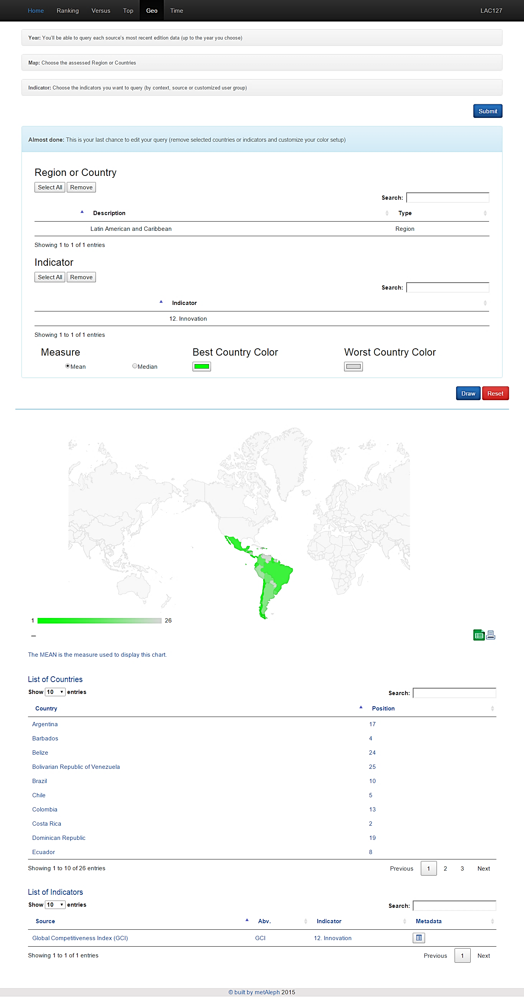 Home Ranking Versus Top Geo Time LAC127
Year: You'll be able to query each source's most recent edition data (up to the year you choose)
Map: Choose the assessed Region or Countries
Indicator: Choose the indicators you want to query (by context, source or customized user group)
Submit
Almost done: This is your last chance to edit your query (remove selected countries or indicators and customize your color setup)
Region or Country
Select All Remove
Search:
Description Type
Latin American and Caribbean Region
Showing 1 to 1 of 1 entries
Indicator
Select All Remove
Search:
Indicator
12. Innovation
Showing 1 to 1 of 1 entries
Measure Best Country Color Worst Country Color
Mean Median
Draw Reset
1 26
The MEAN is the measure used to display this chart.
List of Countries
Show 10 entries Search:
Country Position
Argentina 17
Barbados 4
Belize 24
Bolivarian Republic of Venezuela 25
Brazil 10
Chile 5
Colombia 13
Costa Rica 2
Dominican Republic 19
Ecuador 8
Showing 1 to 10 of 26 entries Previous 1 2 3 Next
List of Indicators
Show 10 entries Search:
Source Abv. Indicator Metadata
Global Competitiveness Index (GCI) GCI 12. Innovation
Showing 1 to 1 of 1 entries Previous 1 Next
© built by metAleph 2015